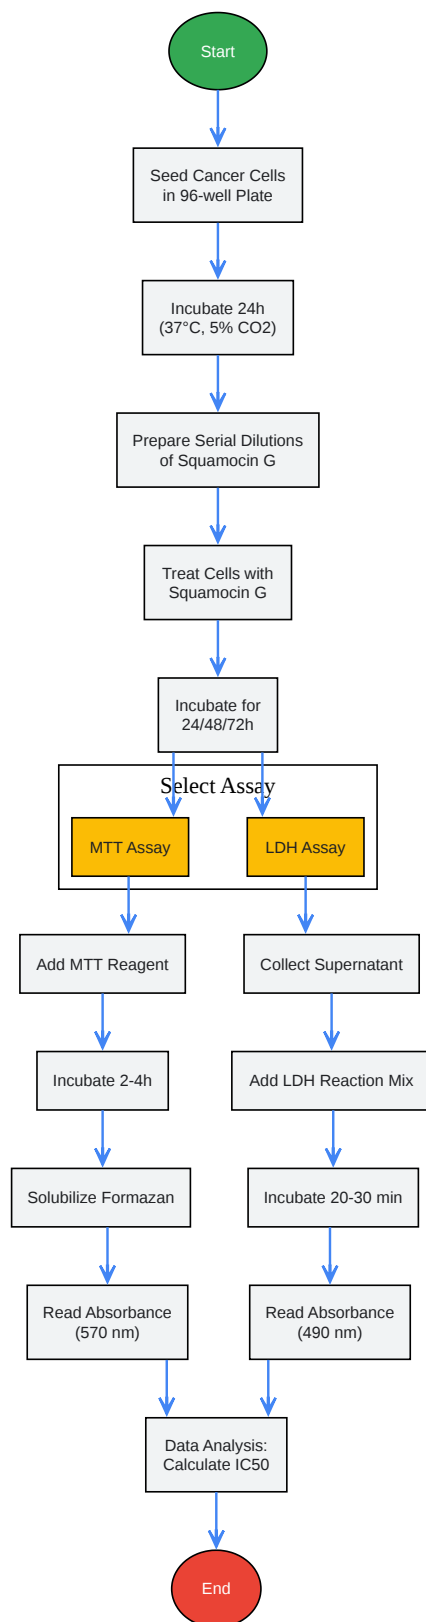 Start
Seed Cancer Cells
in 96-well Plate
Incubate 24h
(37°C, 5% CO2)
Prepare Serial Dilutions
of Squamocin G
Treat Cells with
Squamocin G
Incubate for
24/48/72h
Select Assay
MTT Assay
LDH Assay
Add MTT Reagent
Collect Supernatant
Incubate 2-4h
Add LDH Reaction Mix
Solubilize Formazan
Incubate 20-30 min
Read Absorbance
(570 nm)
Read Absorbance
(490 nm)
Data Analysis:
Calculate IC50
End